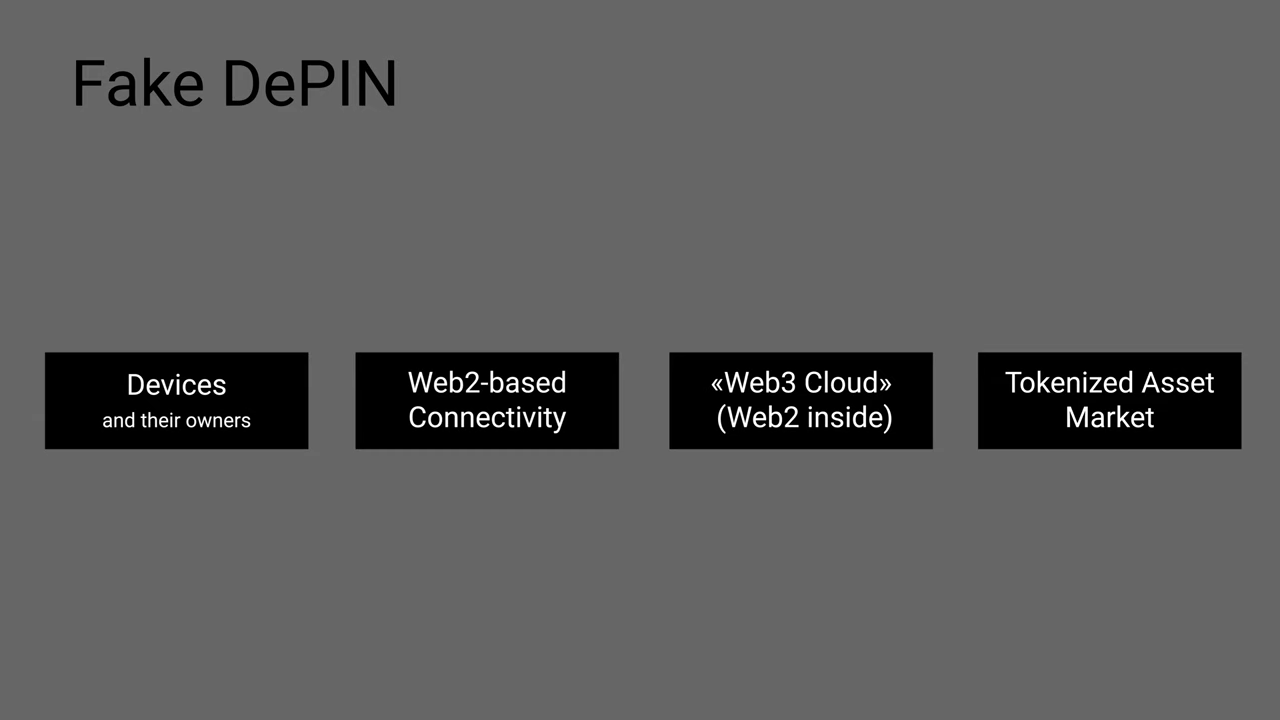 Fake DePIN
Devices
and their owners
Web2-based
Connectivity
«Web3 Cloud»
(Web2 inside)
Tokenized Asset
Market